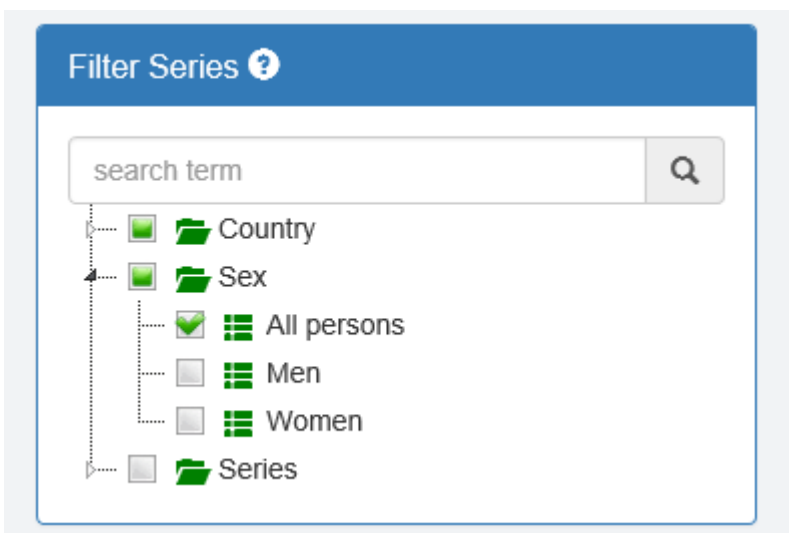 Filter Series ?
search term
Country
Sex
All persons
Men
Women
Series